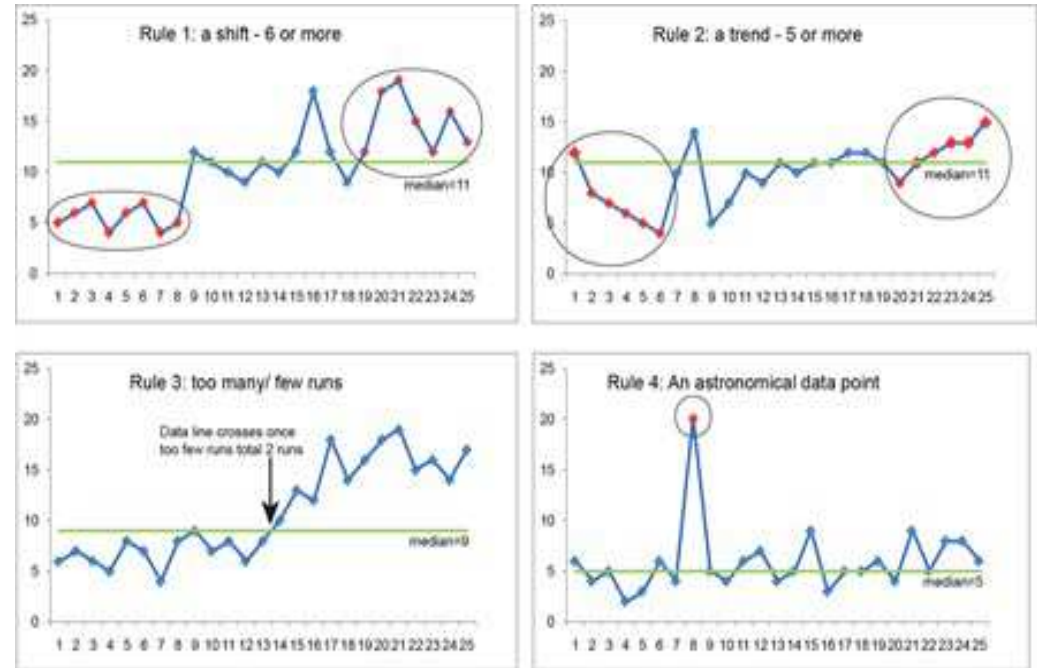 Rule 1: a shift - 6 or more
25
20
15
10
5
0
median=11
1 2 3 4 5 6 7 8 9 10 11 12 13 14 15 16 17 18 19 20 21 22 23 24 25
Rule 2: a trend - 5 or more
25
20
15
10
5
0
median=11
1 2 3 4 5 6 7 8 9 10 11 12 13 14 15 16 17 18 19 20 21 22 23 24 25
Rule 3: too many/ few runs
Data line crosses once
too few runs total 2 runs
25
20
15
10
5
0
median=9
1 2 3 4 5 6 7 8 9 10 11 12 13 14 15 16 17 18 19 20 21 22 23 24 25
Rule 4: An astronomical data point
25
20
15
10
5
0
median=5
1 2 3 4 5 6 7 8 9 10 11 12 13 14 15 16 17 18 19 20 21 22 23 24 25